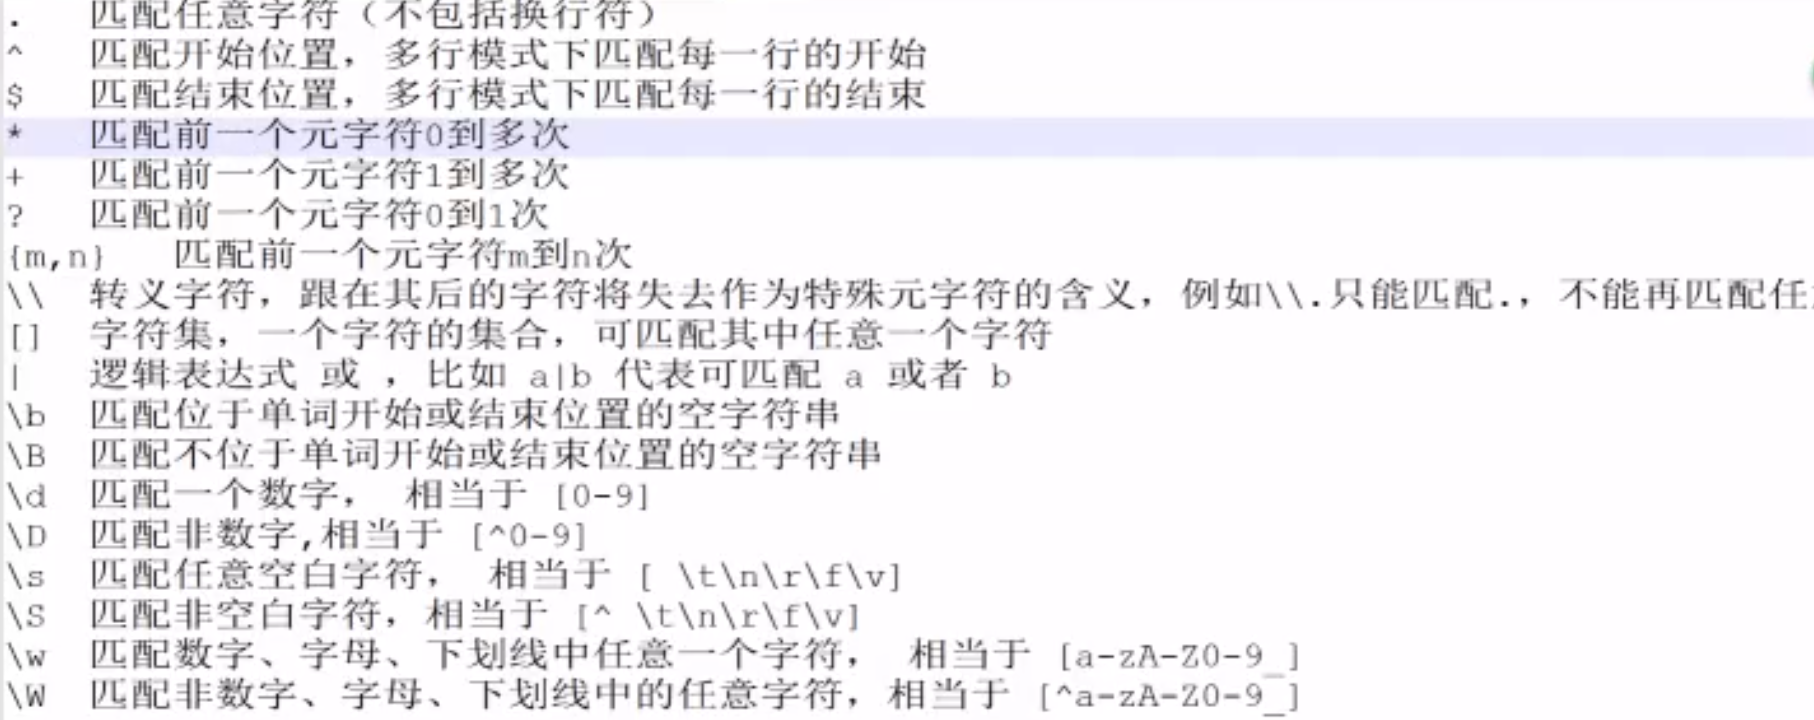 . 匹配任意字符（不包括换行符）
^ 匹配开始位置，多行模式下匹配每一行的开始
$ 匹配结束位置，多行模式下匹配每一行的结束
* 匹配前一个元字符0到多次
+ 匹配前一个元字符1到多次
? 匹配前一个元字符0到1次
{m,n} 匹配前一个元字符m到n次
\\ 转义字符，跟在其后的字符将失去作为特殊元字符的含义，例如\\.只能匹配.，不能再匹配任
[] 字符集，一个字符的集合，可匹配其中任意一个字符
| 逻辑表达式 或 ，比如 a|b 代表可匹配 a 或者 b
\b 匹配位于单词开始或结束位置的空字符串
\B 匹配不位于单词开始或结束位置的空字符串
\d 匹配一个数字， 相当于 [0-9]
\D 匹配非数字,相当于 [^0-9]
\s 匹配任意空白字符， 相当于 [ \t\n\r\f\v]
\S 匹配非空白字符，相当于 [^ \t\n\r\f\v]
\w 匹配数字、字母、下划线中任意一个字符， 相当于 [a-zA-Z0-9_]
\W 匹配非数字、字母、下划线中的任意字符，相当于 [^a-zA-Z0-9_]